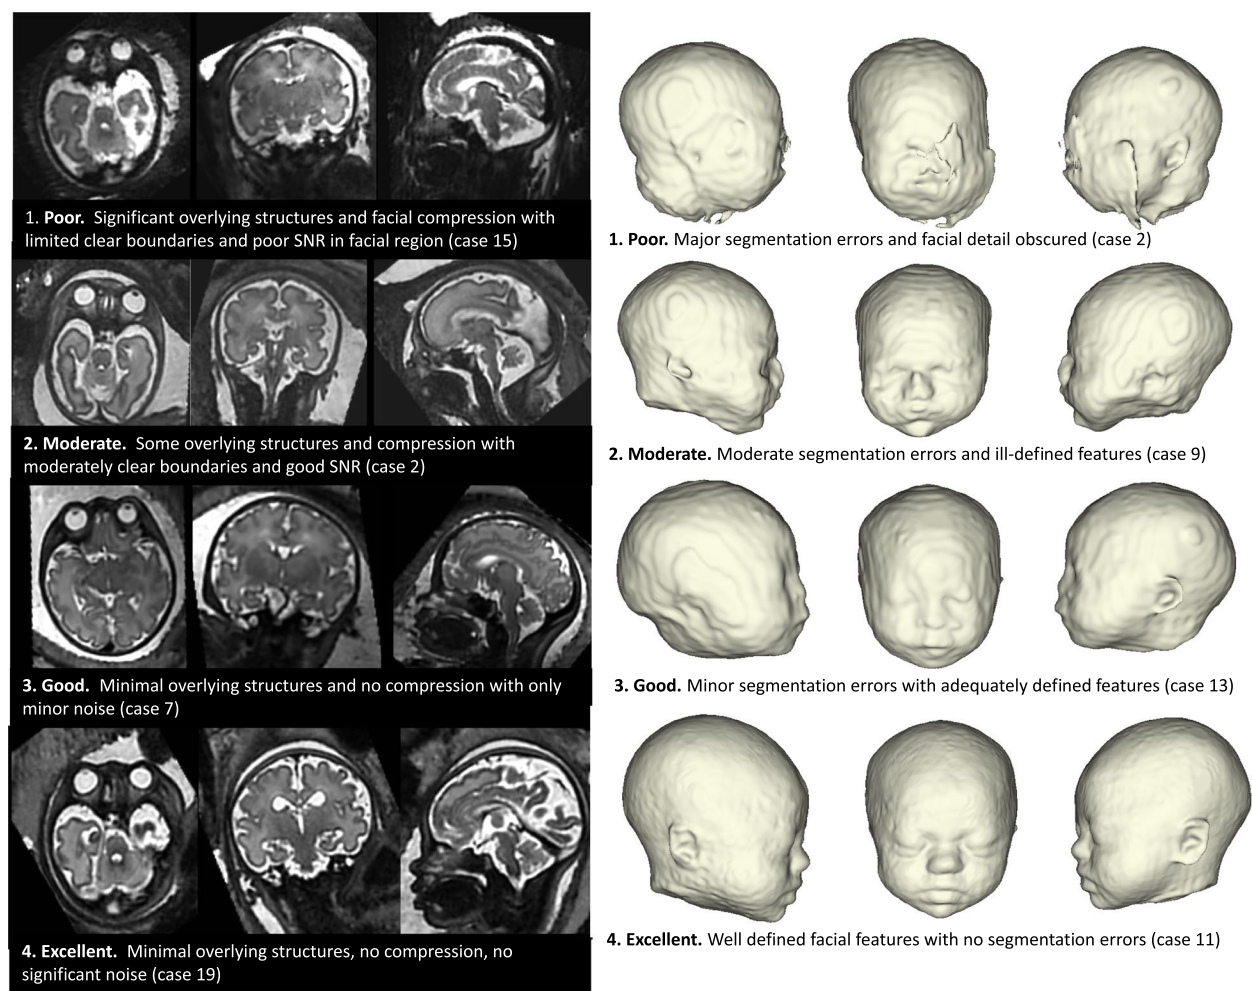 1. Poor. Significant overlying structures and facial compression with
limited clear boundaries and poor SNR in facial region (case 15)
2. Moderate. Some overlying structures and compression with
moderately clear boundaries and good SNR (case 2)
3. Good. Minimal overlying structures and no compression with only
minor noise (case 7)
4. Excellent. Minimal overlying structures, no compression, no
significant noise (case 19)
1. Poor. Major segmentation errors and facial detail obscured (case 2)
2. Moderate. Moderate segmentation errors and ill-defined features (case 9)
3. Good. Minor segmentation errors with adequately defined features (case 13)
4. Excellent. Well defined facial features with no segmentation errors (case 11)